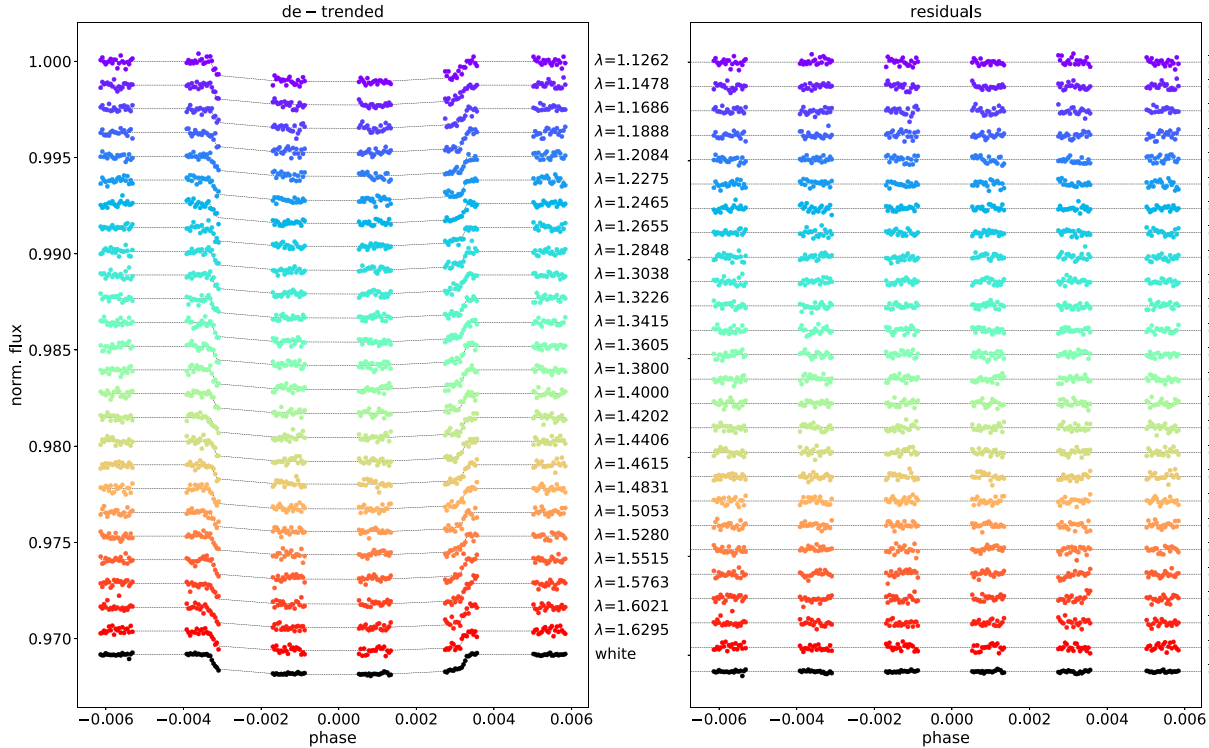 de − trended
residuals
norm. flux
1.000
0.995
0.990
0.985
0.980
0.975
0.970
λ=1.1262
λ=1.1478
λ=1.1686
λ=1.1888
λ=1.2084
λ=1.2275
λ=1.2465
λ=1.2655
λ=1.2848
λ=1.3038
λ=1.3226
λ=1.3415
λ=1.3605
λ=1.3800
λ=1.4000
λ=1.4202
λ=1.4406
λ=1.4615
λ=1.4831
λ=1.5053
λ=1.5280
λ=1.5515
λ=1.5763
λ=1.6021
λ=1.6295
white
−0.006 −0.004 −0.002 0.000 0.002 0.004 0.006
phase
−0.006 −0.004 −0.002 0.000 0.002 0.004 0.006
phase